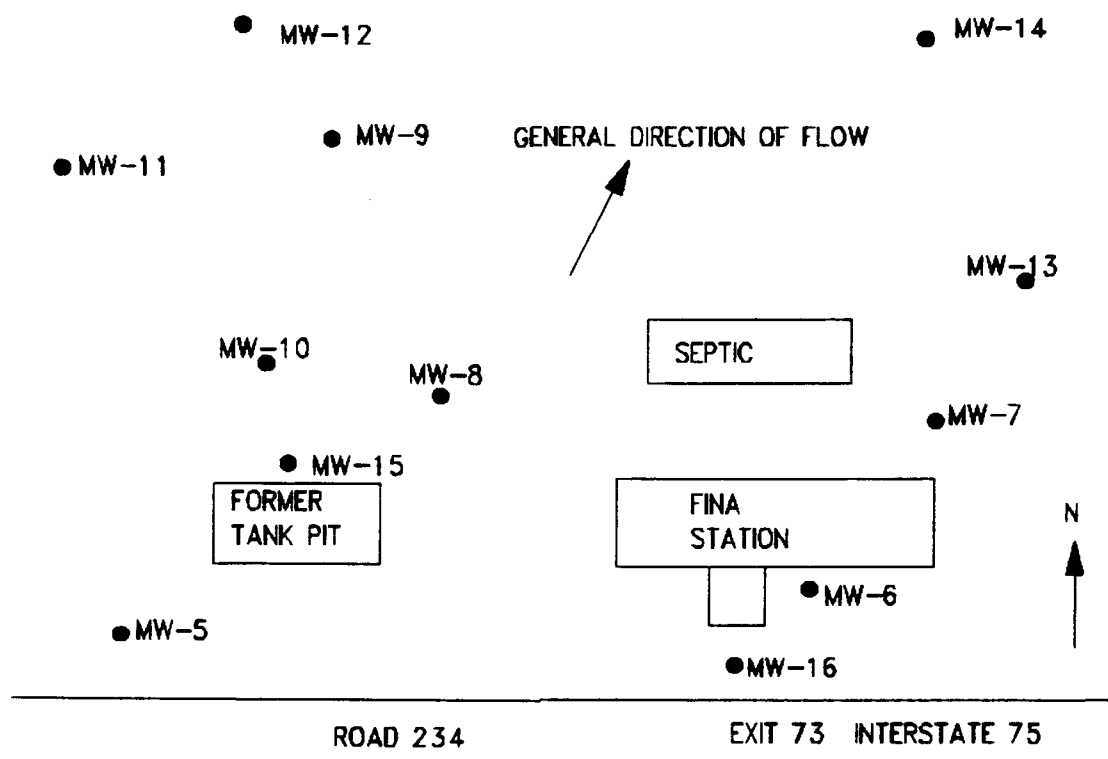 MW-12
MW-14
MW-9
GENERAL DIRECTION OF FLOW
MW-11
MW-13
MW-10
SEPTIC
MW-8
MW-7
MW-15
FORMER
TANK PIT
FINA
STATION
N
MW-6
MW-5
MW-16
ROAD 234
EXIT 73 INTERSTATE 75